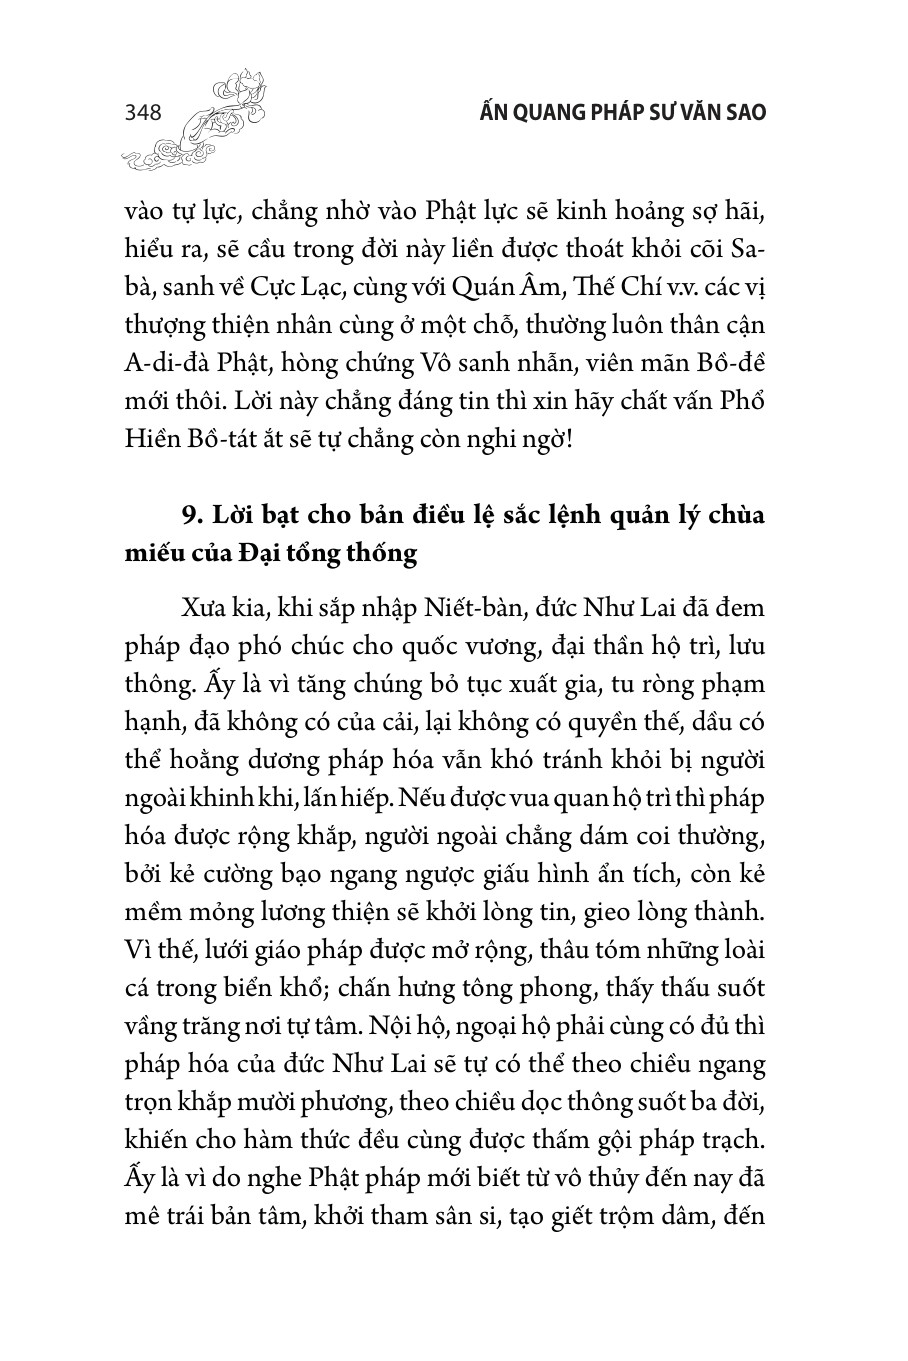 348
ẤN QUANG PHÁP SƯ VĂN SAO
vào tự lực, chẳng nhờ vào Phật lực sẽ kinh hoảng sợ hãi,
hiểu ra, sẽ cầu trong đời này liền được thoát khỏi cõi Sa-
bà, sanh về Cực Lạc, cùng với Quán Âm, Thế Chí v.v. các vị
thượng thiện nhân cùng ở một chỗ, thường luôn thân cận
A-di-đà Phật, hòng chứng Vô sanh nhẫn, viên mãn Bồ-đề
mới thôi. Lời này chẳng đáng tin thì xin hãy chất vấn Phổ
Hiền Bồ-tát ắt sẽ tự chẳng còn nghi ngờ!
9. Lời bạt cho bản điều lệ sắc lệnh quản lý chùa
miếu của Đại tổng thống
Xưa kia, khi sắp nhập Niết-bàn, đức Như Lai đã đem
pháp đạo phó chúc cho quốc vương, đại thần hộ trì, lưu
thông. Ấy là vì tăng chúng bỏ tục xuất gia, tu ròng phạm
hạnh, đã không có của cải, lại không có quyền thế, dầu có
thể hoằng dương pháp hóa vẫn khó tránh khỏi bị người
ngoài khinh khi, lấn hiếp. Nếu được vua quan hộ trì thì pháp
hóa được rộng khắp, người ngoài chẳng dám coi thường,
bởi kẻ cường bạo ngang ngược giấu hình ẩn tích, còn kẻ
mềm mỏng lương thiện sẽ khởi lòng tin, gieo lòng thành.
Vì thế, lưới giáo pháp được mở rộng, thâu tóm những loài
cá trong biển khổ; chấn hưng tông phong, thấy thấu suốt
vầng trăng nơi tự tâm. Nội hộ, ngoại hộ phải cùng có đủ thì
pháp hóa của đức Như Lai sẽ tự có thể theo chiều ngang
trọn khắp mười phương, theo chiều dọc thông suốt ba đời,
khiến cho hàm thức đều cùng được thấm gội pháp trạch.
Ấy là vì do nghe Phật pháp mới biết từ vô thủy đến nay đã
mê trái bản tâm, khởi tham sân si, tạo giết trộm dâm, đến